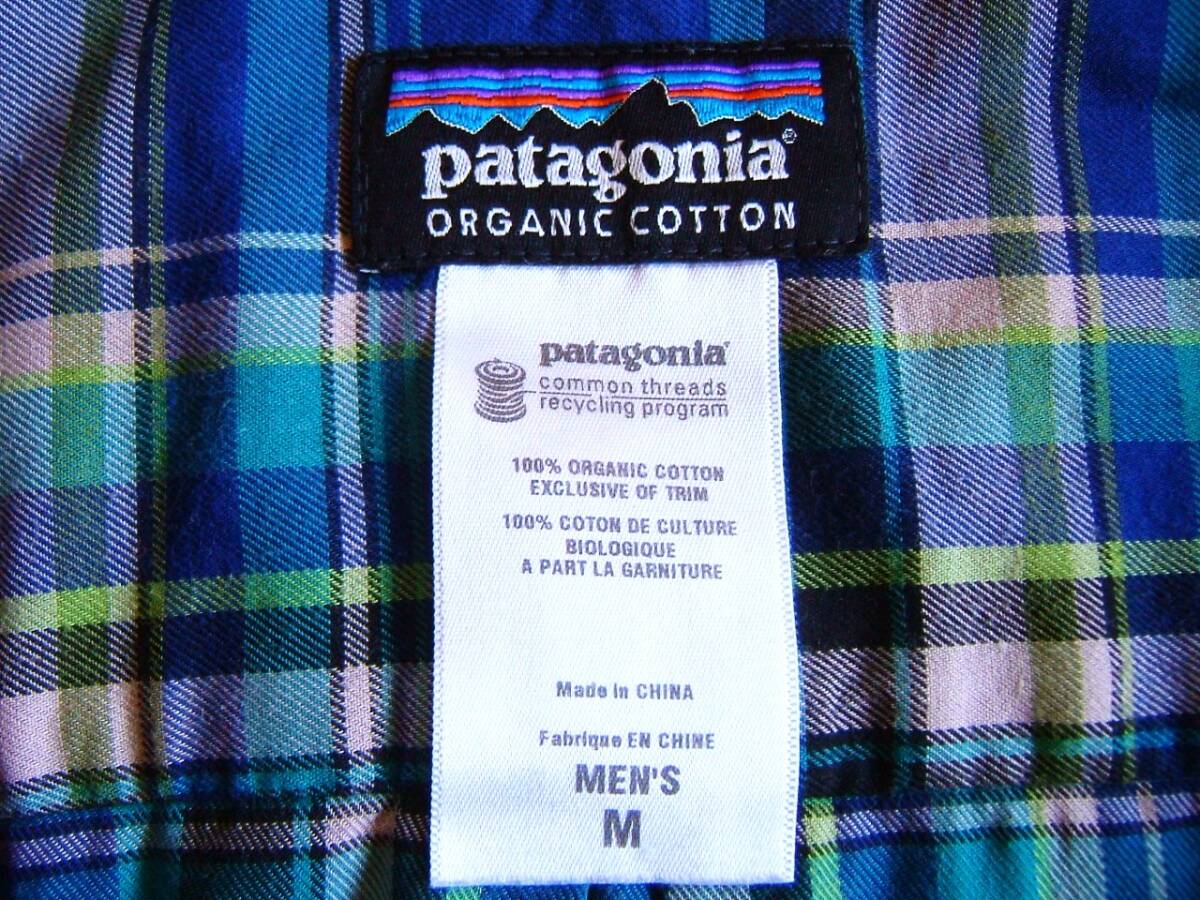 patagonia®
ORGANIC COTTON
patagonia
common threads
recycling program
100% ORGANIC COTTON
EXCLUSIVE OF TRIM
100% COTON DE CULTURE
BIOLOGIQUE
A PART LA GARNITURE
Made in CHINA
Fabrique EN CHINE
MEN'S
M